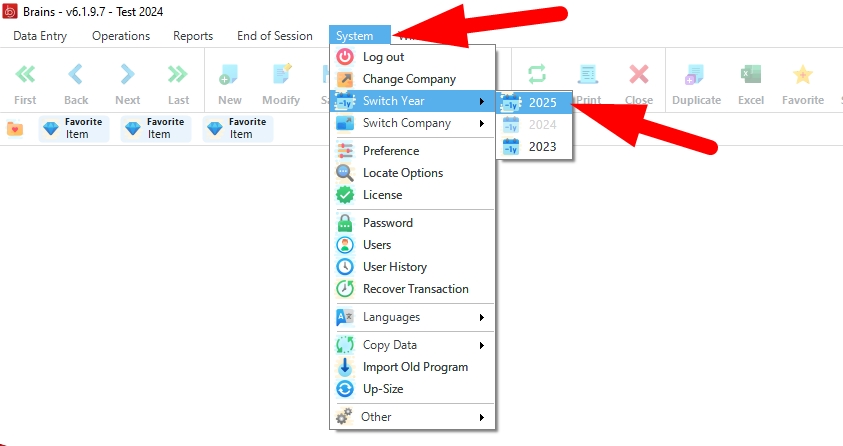 Brains - v6.1.9.7 - Test 2024
Data Entry Operations Reports End of Session System
First Back Next Last New Modify Print Close Duplicate Excel Favorite
Favorite
Item
Favorite
Item
Favorite
Item
Log out
Change Company
Switch Year
Switch Company
Preference
Locate Options
License
Password
Users
User History
Recover Transaction
Languages
Copy Data
Import Old Program
Up-Size
Other
2025
2024
2023